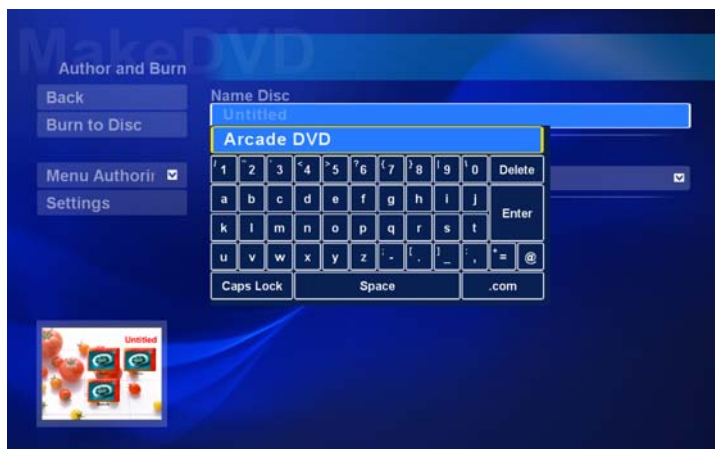 MakeDVD
Author and Burn
Back
Name Disc
Untitled
Burn to Disc
Arcade DVD
Menu Authorin
Settings
! 1 " 2 ' 3 < 4 > 5 ? 6 { 7 } 8 | 9 \ 0 Delete
a b c d e f g h i j
Enter
k l m n o p q r s t
u v w x y z ; - [ . ] _ : , + = @
Caps Lock Space .com
Untitled